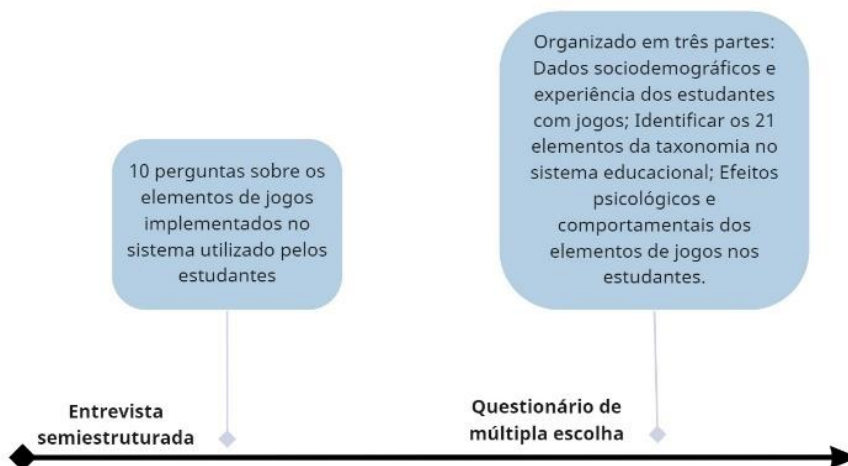 Organizado em três partes:
Dados sociodemográficos e
experiência dos estudantes
com jogos; Identificar os 21
elementos da taxonomia no
sistema educacional; Efeitos
psicológicos e
comportamentais dos
elementos de jogos nos
estudantes.
10 perguntas sobre os
elementos de jogos
implementados no
sistema utilizado pelos
estudantes
Entrevista
semiestruturada
Questionário de
múltipla escolha